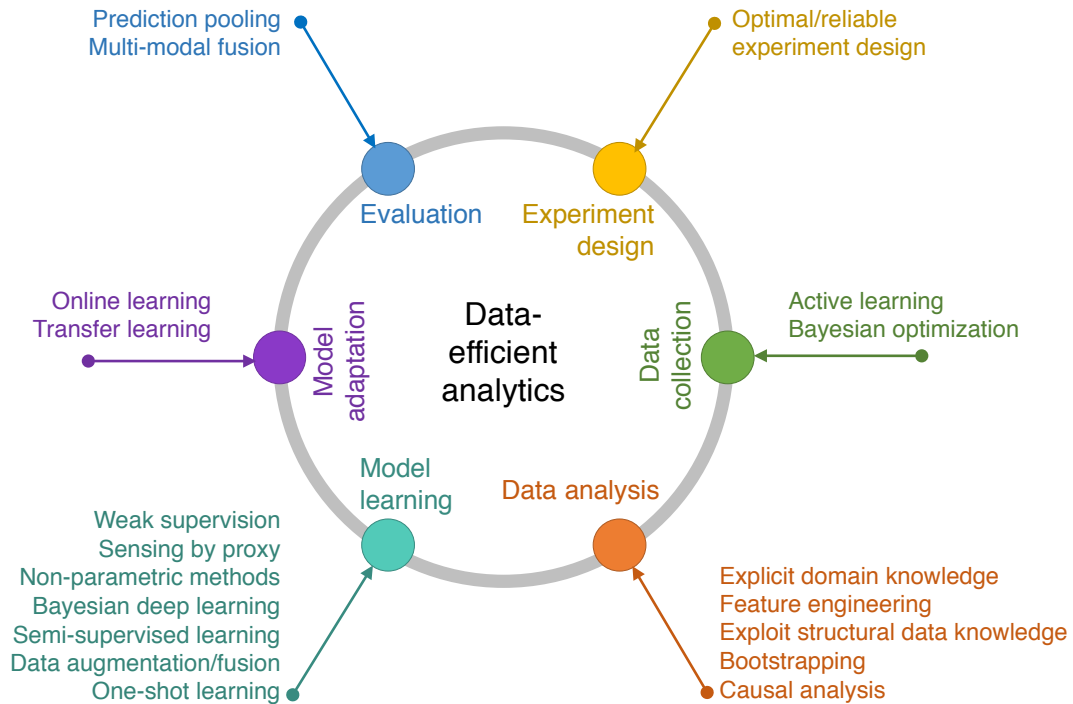 Prediction pooling
Multi-modal fusion
Optimal/reliable
experiment design
Evaluation
Experiment
design
Online learning
Transfer learning
Model
adaptation
Data-
efficient
analytics
Data
collection
Active learning
Bayesian optimization
Model
learning
Data analysis
Weak supervision
Sensing by proxy
Non-parametric methods
Bayesian deep learning
Semi-supervised learning
Data augmentation/fusion
One-shot learning
Explicit domain knowledge
Feature engineering
Exploit structural data knowledge
Bootstrapping
Causal analysis